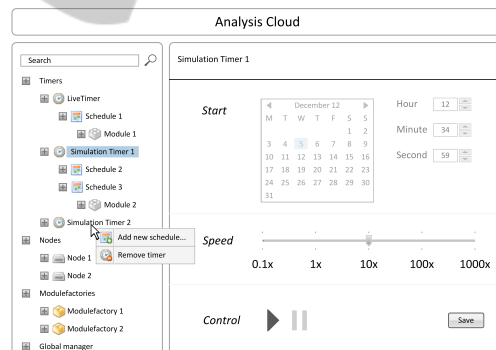 Analysis Cloud
Search
Timers
LiveTimer
Schedule 1
Module 1
Simulation Timer 1
Schedule 2
Schedule 3
Module 2
Simulation Timer 2
Add new schedule...
Remove timer
Nodes
Node 1
Node 2
Modulefactories
Modulefactory 1
Modulefactory 2
Global manager
Simulation Timer 1
Start
December 12
M T W T F S S
1 2
3 4 5 6 7 8 9
10 11 12 13 14 15 16
17 18 19 20 21 22 23
24 25 26 27 28 29 30
31
Hour 12
Minute 34
Second 59
Speed
0.1x 1x 10x 100x 1000x
Control
Save